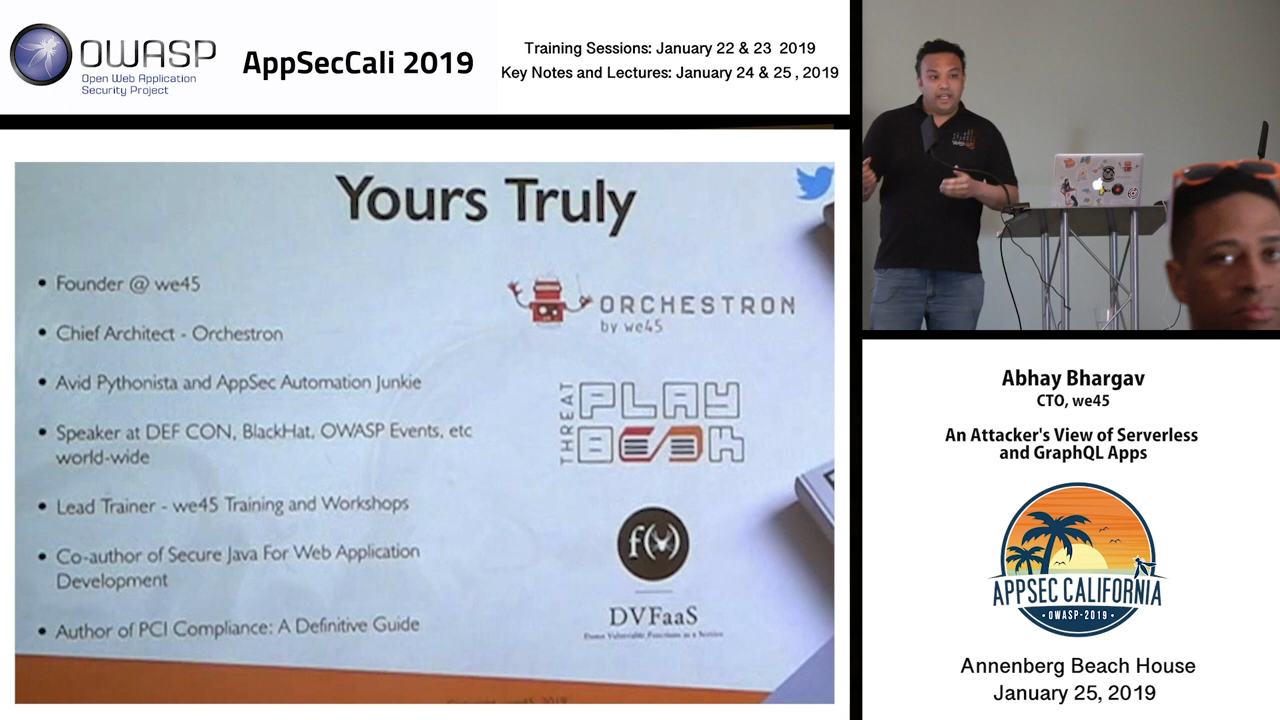 OWASP
Open Web Application
Security Project
AppSecCali 2019
Training Sessions: January 22 & 23 2019
Key Notes and Lectures: January 24 & 25 , 2019
Yours Truly
• Founder @ we45
• Chief Architect - Orchestron
• Avid Pythonista and AppSec Automation Junkie
• Speaker at DEF CON, BlackHat, OWASP Events, etc
world-wide
• Lead Trainer - we45 Training and Workshops
• Co-author of Secure Java For Web Application
Development
• Author of PCI Compliance: A Definitive Guide
ORCHESTRON
by we45
THREAT
PLAY
BOOK
DVFaaS
Damn Vulnerable Functions as a Service
Copyright we45, 2019
Abhay Bhargav
CTO, we45
An Attacker's View of Serverless
and GraphQL Apps
APPSEC CALIFORNIA
• OWASP-2019 •
Annenberg Beach House
January 25, 2019